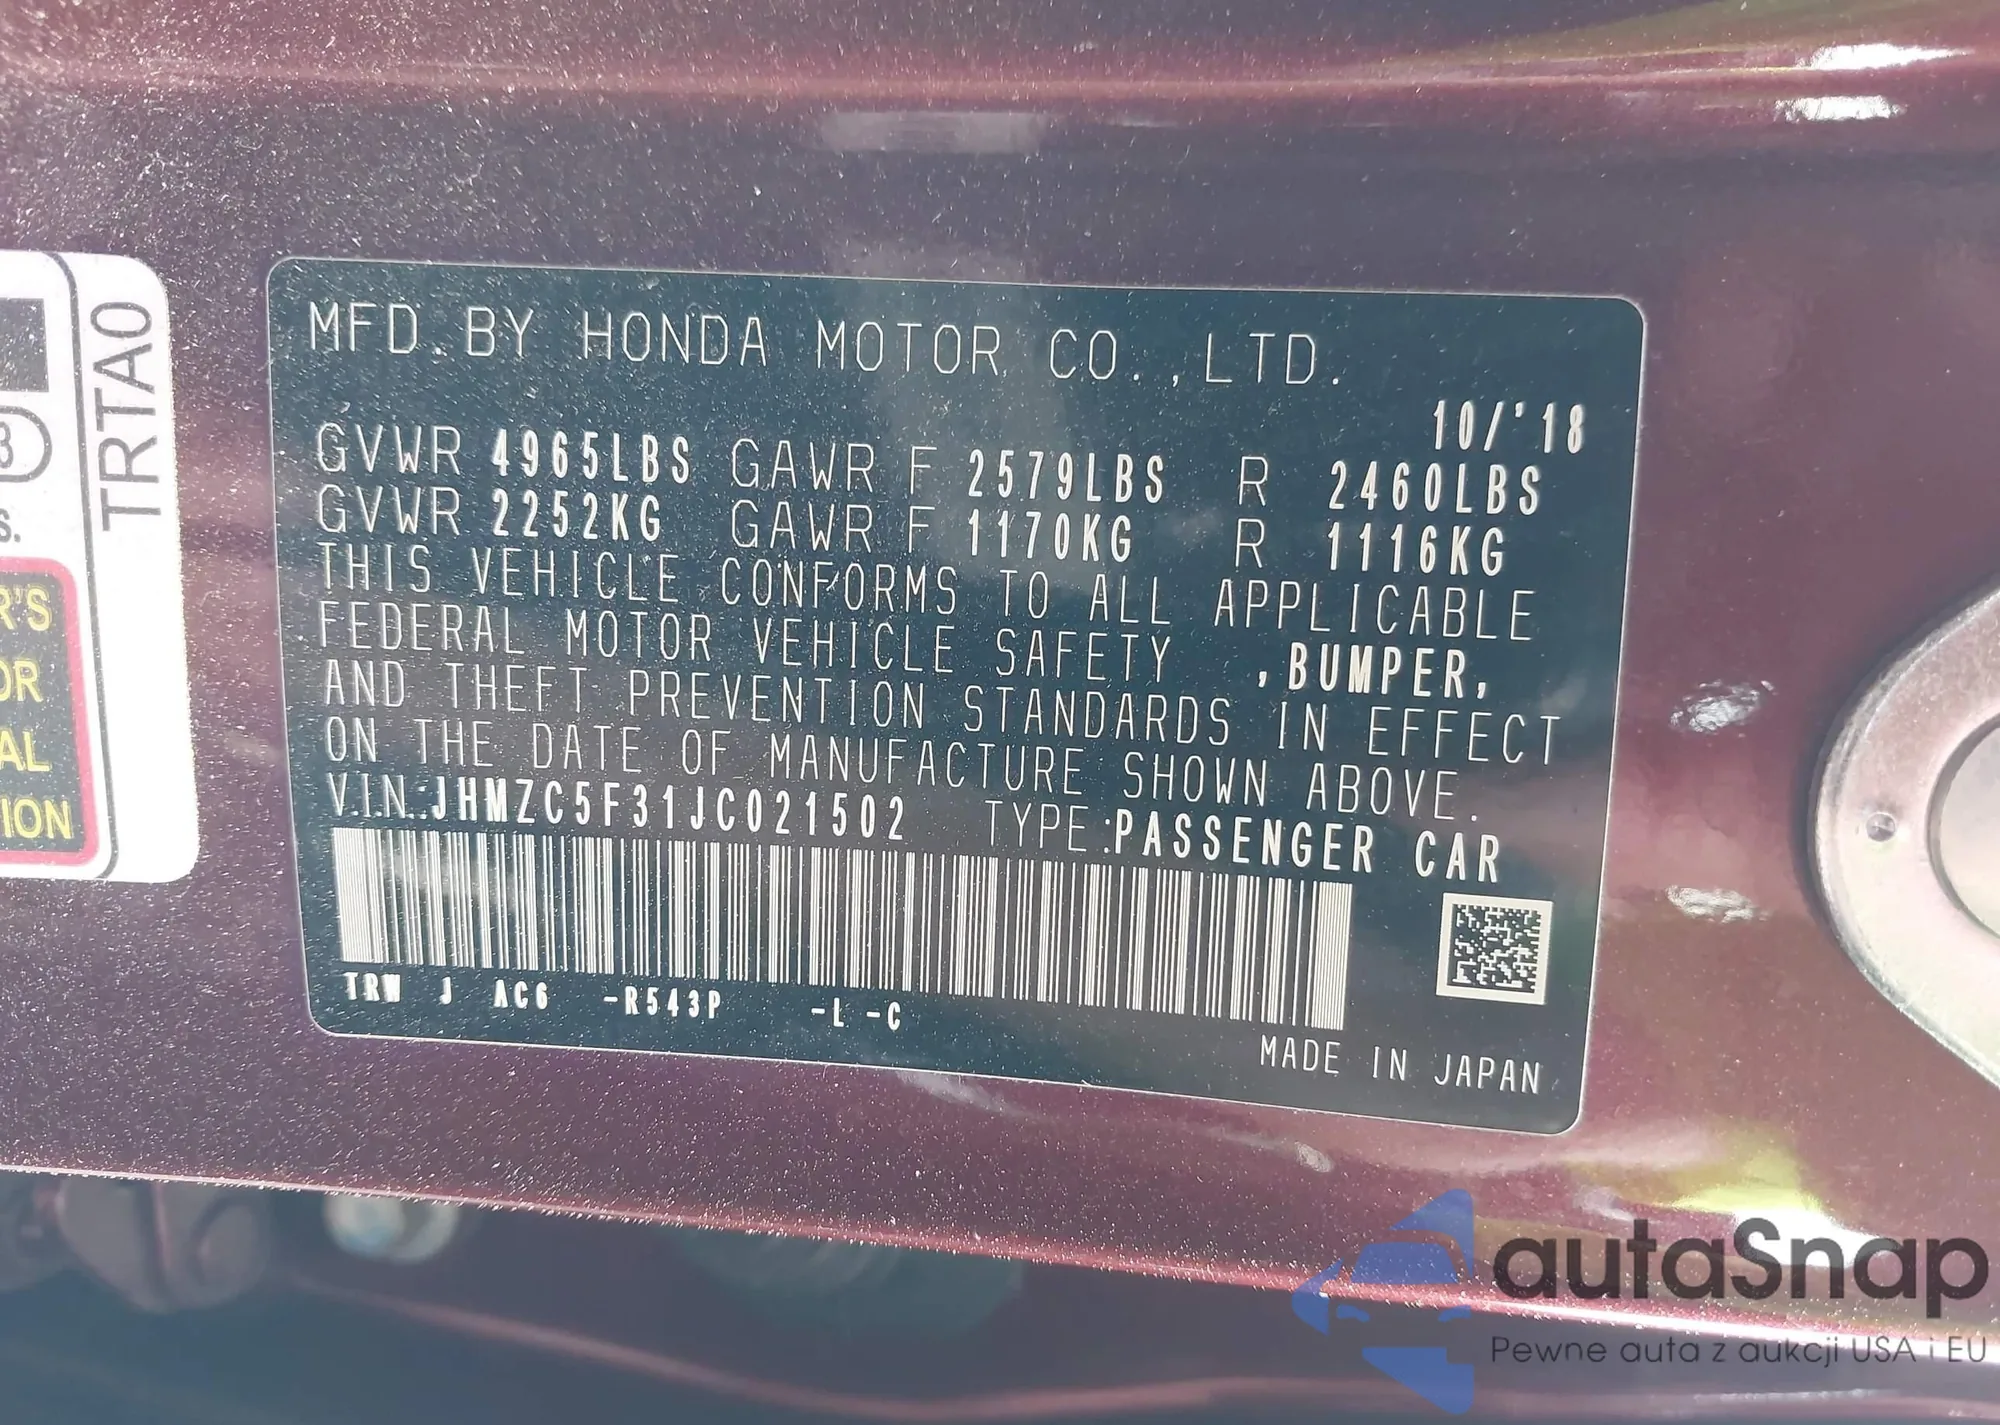 MFD.BY HONDA MOTOR CO.,LTD.
10/'18
GVWR 4965LBS GAWR F 2579LBS R 2460LBS
GVWR 2252KG GAWR F 1170KG R 1116KG
THIS VEHICLE CONFORMS TO ALL APPLICABLE
FEDERAL MOTOR VEHICLE SAFETY ,BUMPER,
AND THEFT PREVENTION STANDARDS IN EFFECT
ON THE DATE OF MANUFACTURE SHOWN ABOVE.
V.I.N.:JHMZC5F31JC021502 TYPE:PASSENGER CAR
TRW J AC6 -R543P -L -C
MADE IN JAPAN
TRTA0
S.
R'S
OR
AL
ION
autaSnap
Pewne auta z aukcji USA i EU